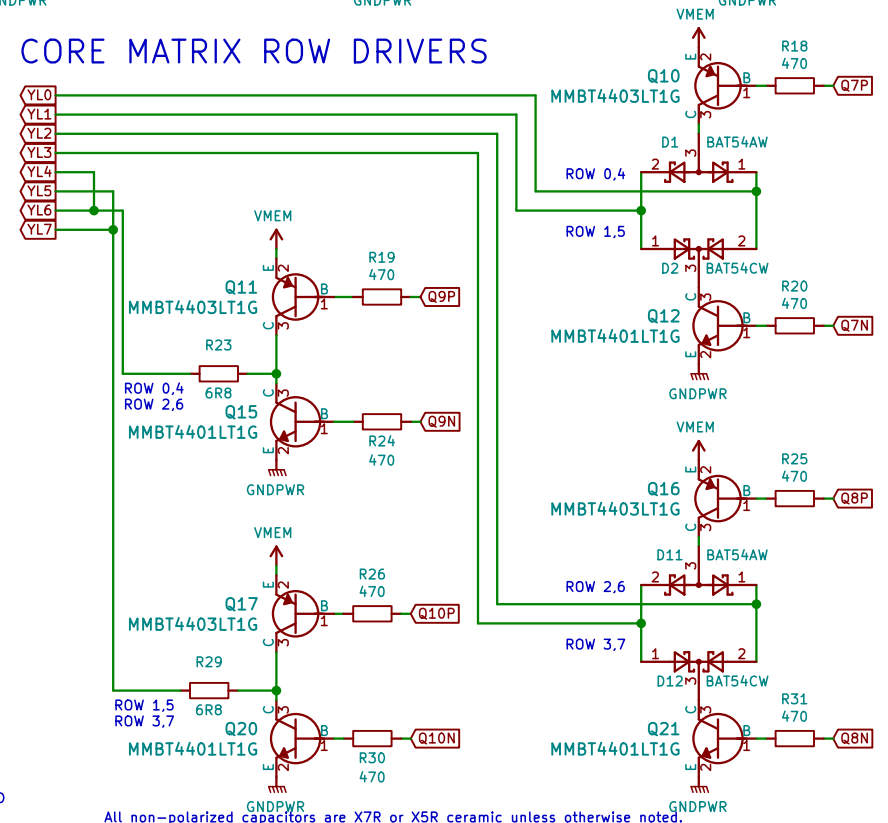 GNDPWR
GNDPWR
GNDPWR
CORE MATRIX ROW DRIVERS
YL0
YL1
YL2
YL3
YL4
YL5
YL6
YL7
VMEM
E
2
Q10
MMBT4403LT1G
B
1
C
3
R18
470
Q7P
D1
BAT54AW
3
2
1
ROW 0,4
ROW 1,5
1
2
D2
3
BAT54CW
C
3
Q12
MMBT4401LT1G
B
1
E
2
R20
470
Q7N
GNDPWR
VMEM
E
2
Q11
MMBT4403LT1G
B
1
C
3
R19
470
Q9P
R23
6R8
ROW 0,4
ROW 2,6
C
3
Q15
MMBT4401LT1G
B
1
E
2
R24
470
Q9N
GNDPWR
VMEM
E
2
Q16
MMBT4403LT1G
B
1
C
3
R25
470
Q8P
D11
BAT54AW
3
2
1
ROW 2,6
ROW 3,7
1
2
D12
3
BAT54CW
C
3
Q21
MMBT4401LT1G
B
1
E
2
R31
470
Q8N
GNDPWR
VMEM
E
2
Q17
MMBT4403LT1G
B
1
C
3
R26
470
Q10P
R29
6R8
ROW 1,5
ROW 3,7
C
3
Q20
MMBT4401LT1G
B
1
E
2
R30
470
Q10N
GNDPWR
All non-polarized capacitors are X7R or X5R ceramic unless otherwise noted.